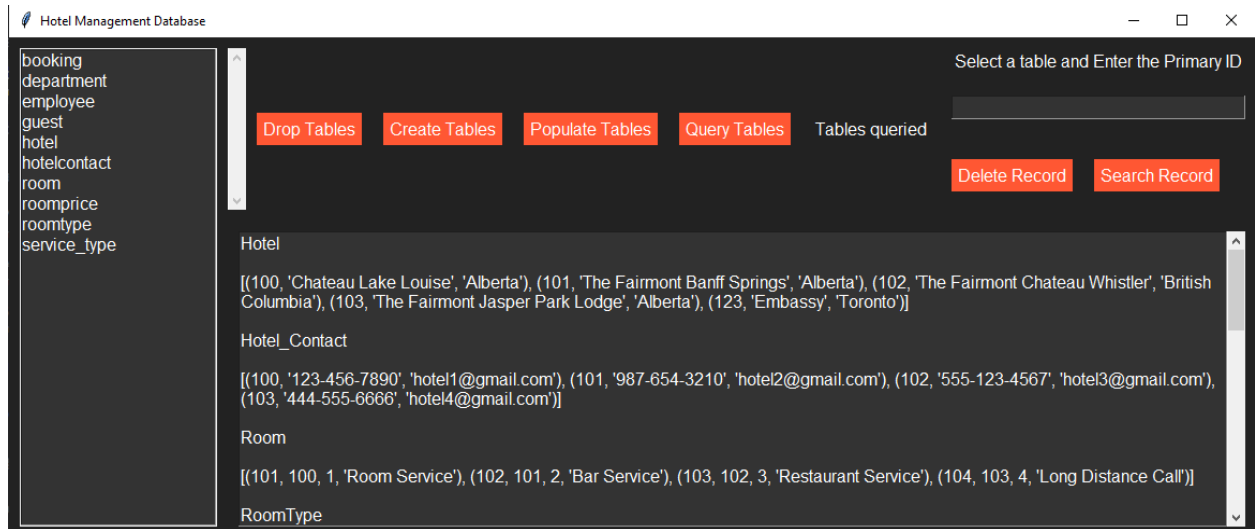 Hotel Management Database
booking
department
employee
guest
hotel
hotelcontact
room
roomprice
roomtype
service_type
Drop Tables
Create Tables
Populate Tables
Query Tables
Tables queried
Select a table and Enter the Primary ID
Delete Record
Search Record
Hotel
[(100, 'Chateau Lake Louise', 'Alberta'), (101, 'The Fairmont Banff Springs', 'Alberta'), (102, 'The Fairmont Chateau Whistler', 'British
Columbia'), (103, 'The Fairmont Jasper Park Lodge', 'Alberta'), (123, 'Embassy', 'Toronto')]
Hotel_Contact
[(100, '123-456-7890', 'hotel1@gmail.com'), (101, '987-654-3210', 'hotel2@gmail.com'), (102, '555-123-4567', 'hotel3@gmail.com'),
(103, '444-555-6666', 'hotel4@gmail.com')]
Room
[(101, 100, 1, 'Room Service'), (102, 101, 2, 'Bar Service'), (103, 102, 3, 'Restaurant Service'), (104, 103, 4, 'Long Distance Call')]
RoomType